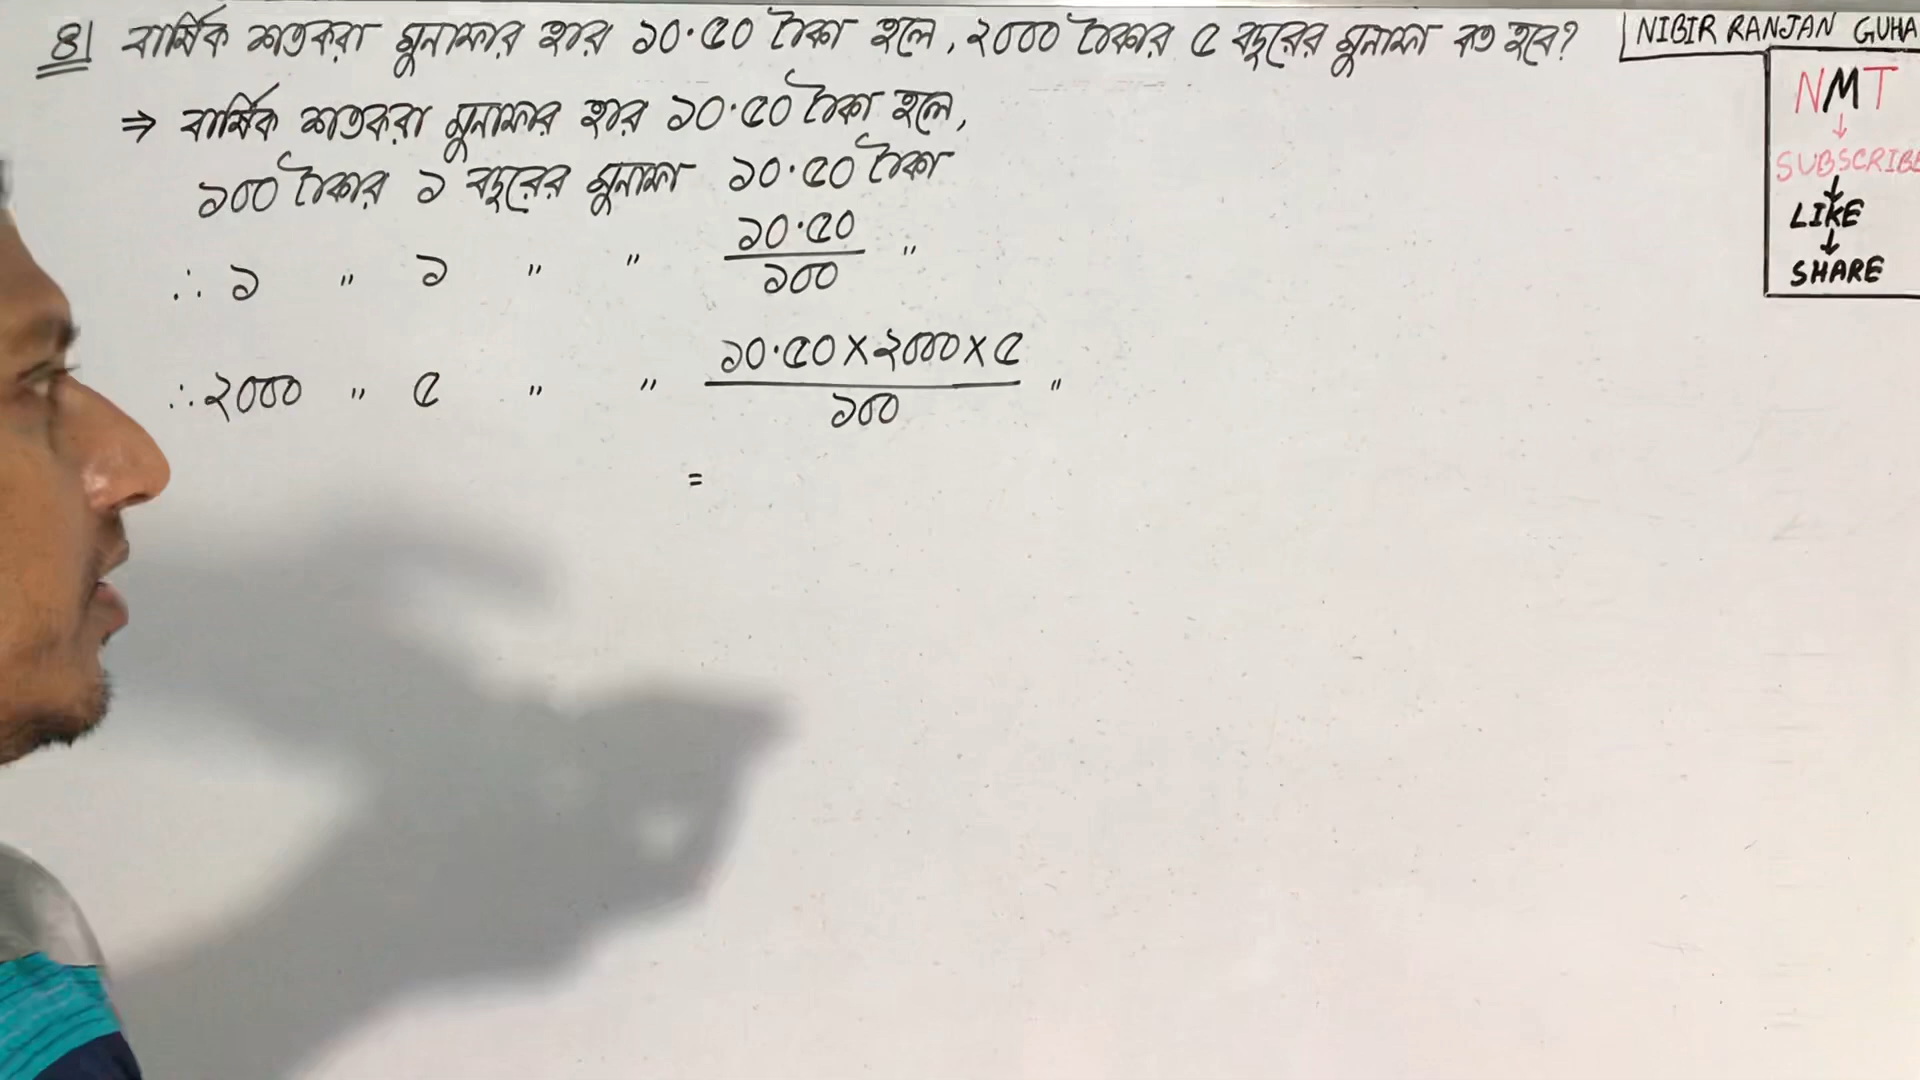 ৪। বার্ষিক শতকরা মুনাফার হার ১০·৫০ টাকা হলে, ২০০০ টাকার ৫ বছরের মুনাফা কত হবে?
⇒ বার্ষিক শতকরা মুনাফার হার ১০·৫০ টাকা হলে,
১০০ টাকার ১ বছরের মুনাফা ১০·৫০ টাকা
∴ ১ " ১ " " ১০·৫০/১০০ "
∴ ২০০০ " ৫ " " ১০·৫০×২০০০×৫/১০০ "
=
NIBIR RANJAN GUHA
NMT
↓
SUBSCRIBE
↓
LIKE
↓
SHARE